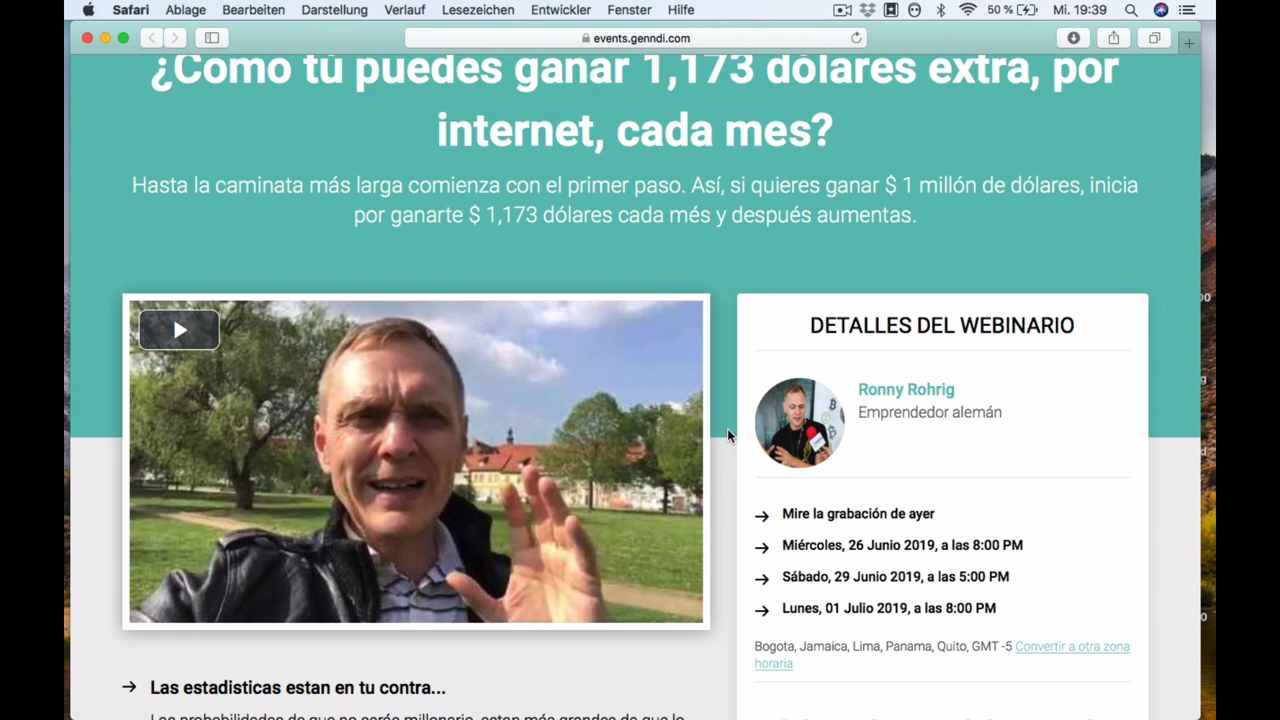 Safari Ablage Bearbeiten Darstellung Verlauf Lesezeichen Entwickler Fenster Hilfe 50 % Mi. 19:39
events.genndi.com
¿Cómo tú puedes ganar 1,173 dólares extra, por
internet, cada mes?
Hasta la caminata más larga comienza con el primer paso. Así, si quieres ganar $ 1 millón de dólares, inicia
por ganarte $ 1,173 dólares cada més y después aumentas.
DETALLES DEL WEBINARIO
Ronny Rohrig
Emprendedor alemán
Mire la grabación de ayer
Miércoles, 26 Junio 2019, a las 8:00 PM
Sábado, 29 Junio 2019, a las 5:00 PM
Lunes, 01 Julio 2019, a las 8:00 PM
Bogota, Jamaica, Lima, Panama, Quito, GMT -5 Convertir a otra zona
horaria
Las estadisticas estan en tu contra...